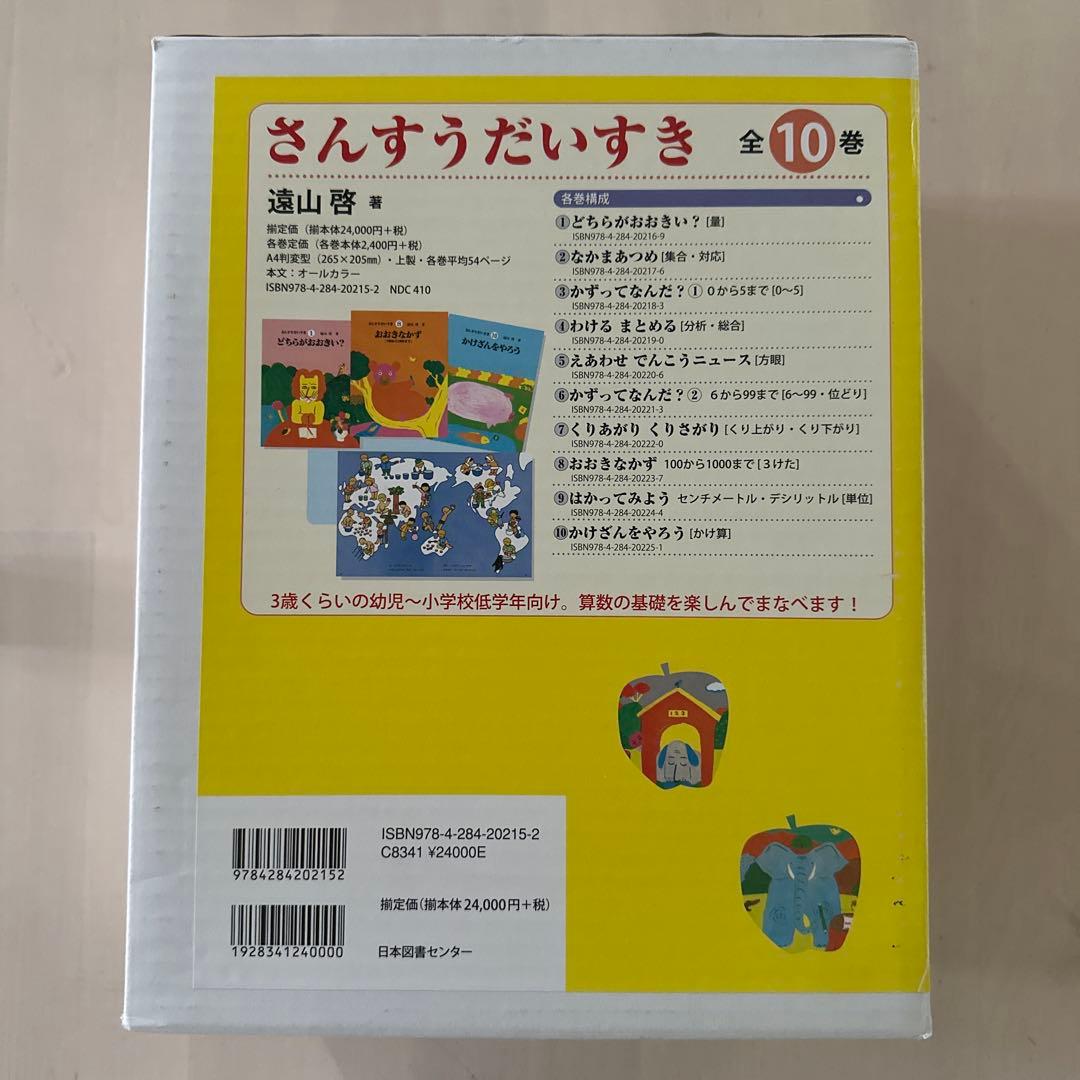 さんすうだいすき 全10巻
遠山 啓 著
揃定価（揃本体24,000円＋税）
各巻定価（各巻本体2,400円＋税）
A4判変型（265×205㎜）・上製・各巻平均54ページ
本文：オールカラー
ISBN978-4-284-20215-2 NDC 410
どちらがおおきい？
おおきなかず
かけざんをやろう
各巻構成
①どちらがおおきい？[量]
ISBN978-4-284-20216-9
②なかまあつめ[集合・対応]
ISBN978-4-284-20217-6
③かずってなんだ？① 0から5まで[0〜5]
ISBN978-4-284-20218-3
④わける まとめる[分析・総合]
ISBN978-4-284-20219-0
⑤えあわせ でんこうニュース[方眼]
ISBN978-4-284-20220-6
⑥かずってなんだ？② 6から99まで[6〜99・位どり]
ISBN978-4-284-20221-3
⑦くりあがり くりさがり[くり上がり・くり下がり]
ISBN978-4-284-20222-0
⑧おおきなかず 100から1000まで[３けた]
ISBN978-4-284-20223-7
⑨はかってみよう センチメートル・デシリットル[単位]
ISBN978-4-284-20224-4
⑩かけざんをやろう[かけ算]
ISBN978-4-284-20225-1
3歳くらいの幼児〜小学校低学年向け。算数の基礎を楽しんでまなべます！
123
ISBN978-4-284-20215-2
C8341 ¥24000E
9784284202152
揃定価（揃本体24,000円＋税）
1928341240000
日本図書センター